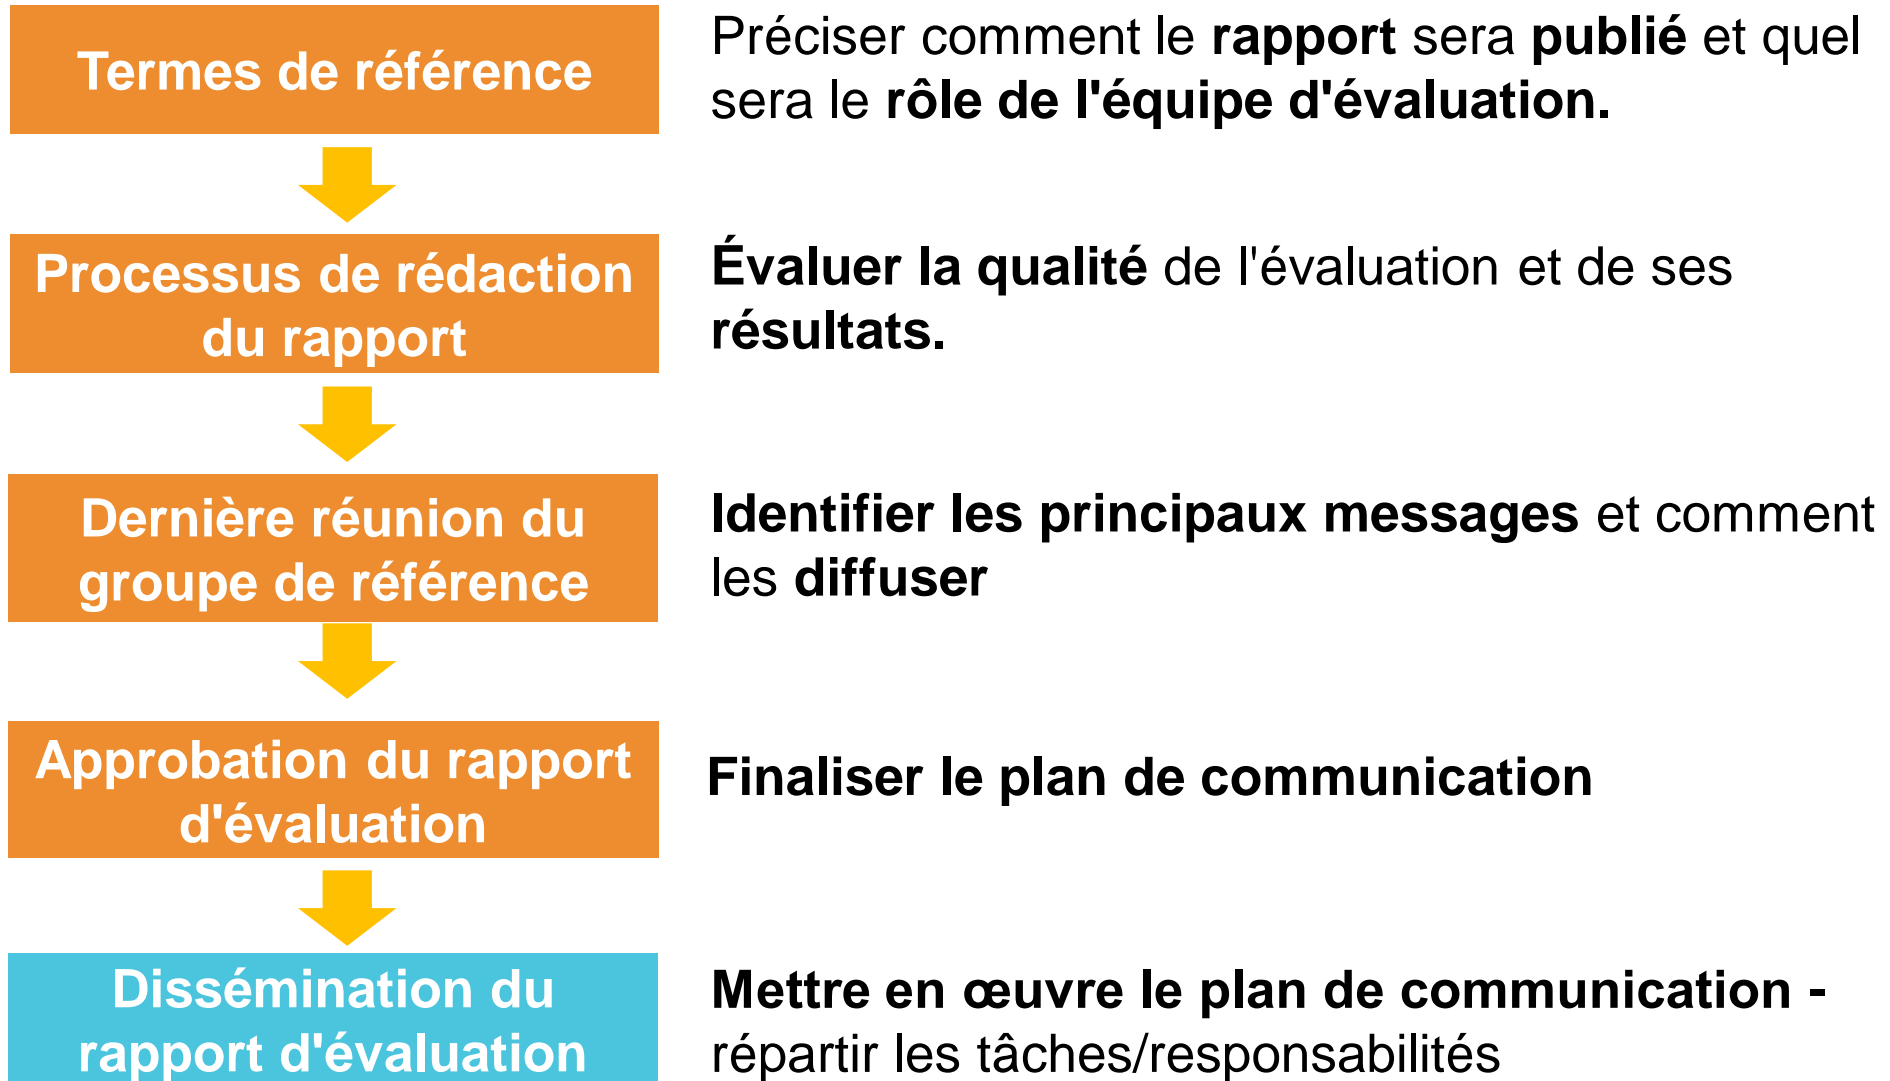 Termes de référence
Préciser comment le rapport sera publié et quel
sera le rôle de l'équipe d'évaluation.
Processus de rédaction
du rapport
Évaluer la qualité de l'évaluation et de ses
résultats.
Dernière réunion du
groupe de référence
Identifier les principaux messages et comment
les diffuser
Approbation du rapport
d'évaluation
Finaliser le plan de communication
Dissémination du
rapport d'évaluation
Mettre en œuvre le plan de communication -
répartir les tâches/responsabilités